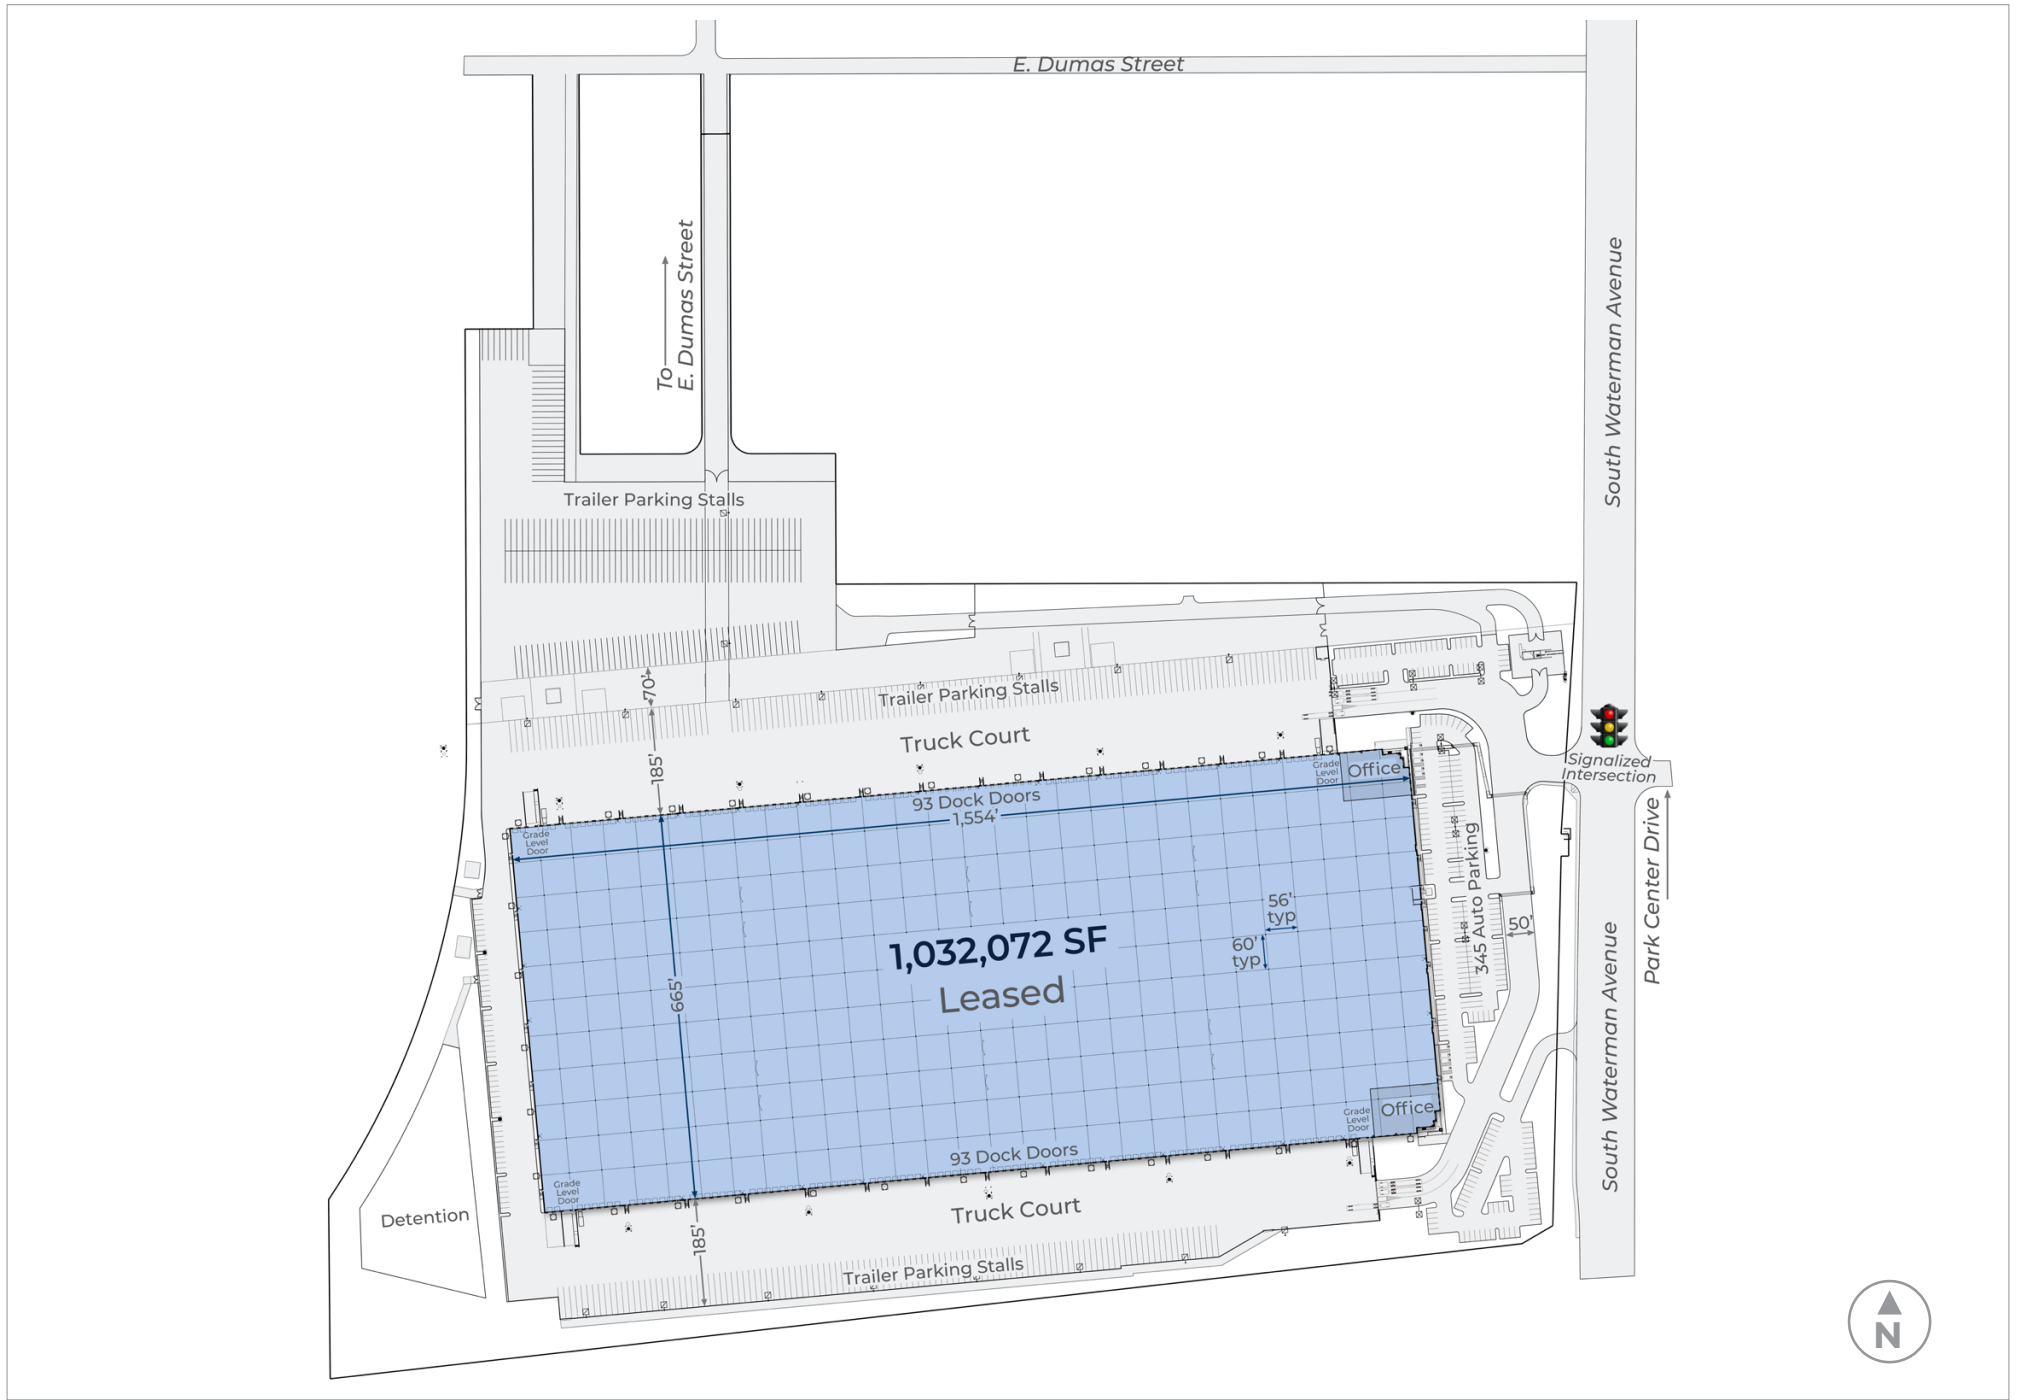 E. Dumas Street
South Waterman Avenue
To
E. Dumas Street
Trailer Parking Stalls
70'
Trailer Parking Stalls
Truck Court
185'
Signalized
Intersection
Grade
Level
Door
Office
93 Dock Doors
1,554'
Grade
Level
Door
345 Auto Parking
Park Center Drive
56'
typ
60'
typ
50'
1,032,072 SF
Leased
665'
South Waterman Avenue
Grade
Level
Door
Office
93 Dock Doors
Grade
Level
Door
Detention
Truck Court
185'
Trailer Parking Stalls
N